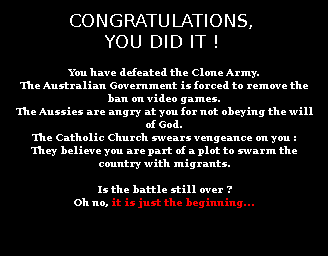 CONGRATULATIONS,
YOU DID IT !
You have defeated the Clone Army.
The Australian Government is forced to remove the
ban on video games.
The Aussies are angry at you for not obeying the will
of God.
The Catholic Church swears vengeance on you :
They believe you are part of a plot to swarm the
country with migrants.
Is the battle still over ?
Oh no, it is just the beginning...